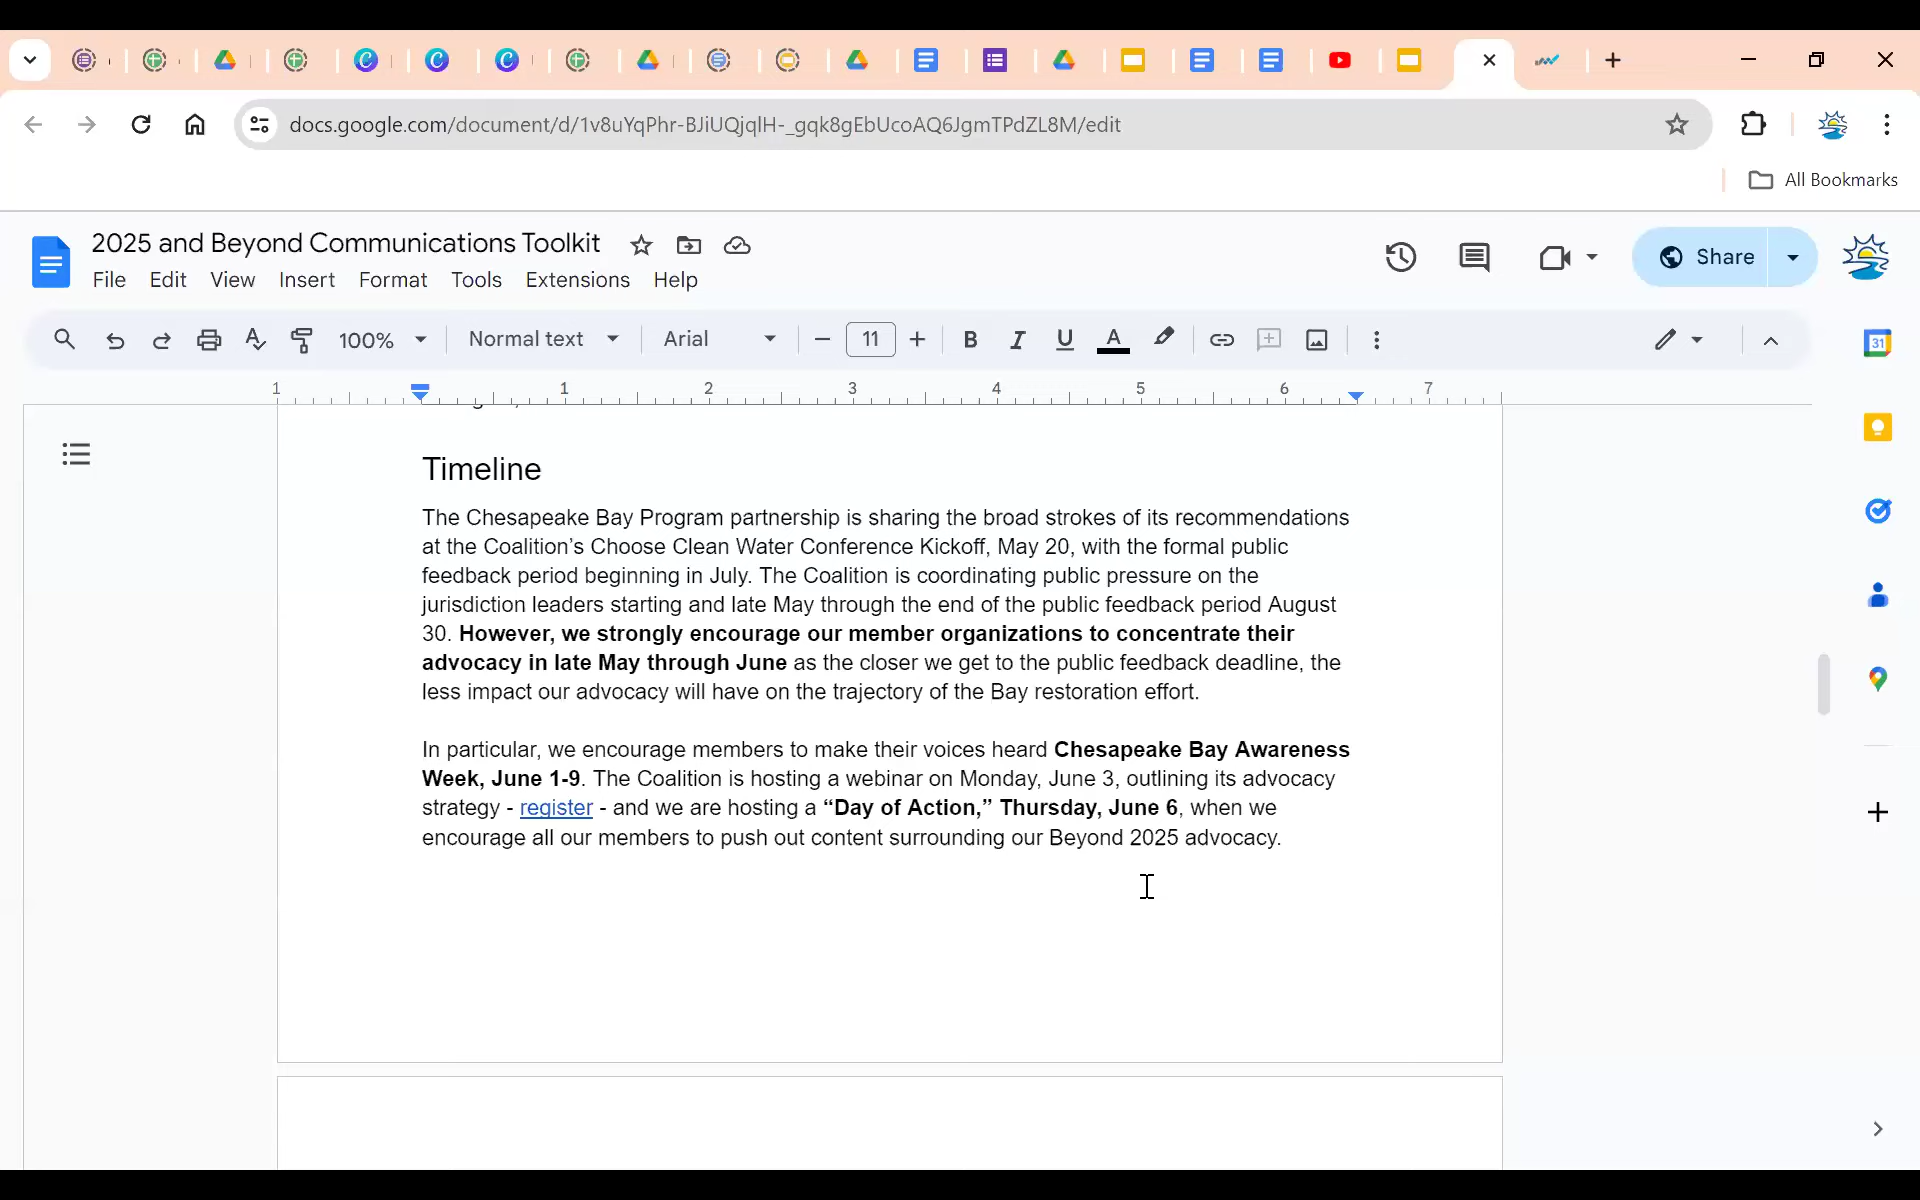 docs.google.com/document/d/1v8uYqPhr-BJiUQjqlH-_gqk8gEbUcoAQ6JgmTPdZL8M/edit
All Bookmarks
2025 and Beyond Communications Toolkit
File Edit View Insert Format Tools Extensions Help
Share
100% Normal text Arial 11 B I U A
1 1 2 3 4 5 6 7
31
Timeline
The Chesapeake Bay Program partnership is sharing the broad strokes of its recommendations
at the Coalition’s Choose Clean Water Conference Kickoff, May 20, with the formal public
feedback period beginning in July. The Coalition is coordinating public pressure on the
jurisdiction leaders starting and late May through the end of the public feedback period August
30. However, we strongly encourage our member organizations to concentrate their
advocacy in late May through June as the closer we get to the public feedback deadline, the
less impact our advocacy will have on the trajectory of the Bay restoration effort.
In particular, we encourage members to make their voices heard Chesapeake Bay Awareness
Week, June 1-9. The Coalition is hosting a webinar on Monday, June 3, outlining its advocacy
strategy - register - and we are hosting a “Day of Action,” Thursday, June 6, when we
encourage all our members to push out content surrounding our Beyond 2025 advocacy.